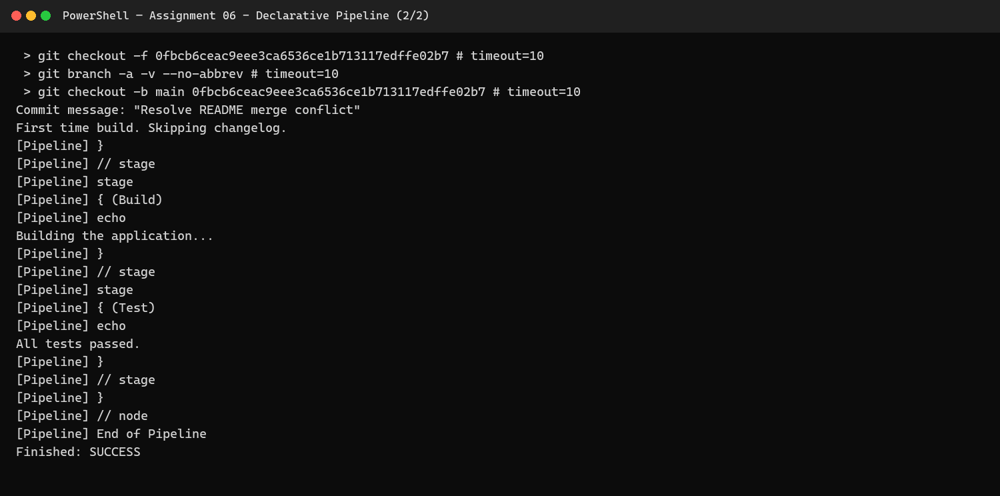 PowerShell — Assignment 06 - Declarative Pipeline (2/2)
 > git checkout -f 0fbcb6ceac9eee3ca6536ce1b713117edffe02b7 # timeout=10
 > git branch -a -v --no-abbrev # timeout=10
 > git checkout -b main 0fbcb6ceac9eee3ca6536ce1b713117edffe02b7 # timeout=10
Commit message: "Resolve README merge conflict"
First time build. Skipping changelog.
[Pipeline] }
[Pipeline] // stage
[Pipeline] stage
[Pipeline] { (Build)
[Pipeline] echo
Building the application...
[Pipeline] }
[Pipeline] // stage
[Pipeline] stage
[Pipeline] { (Test)
[Pipeline] echo
All tests passed.
[Pipeline] }
[Pipeline] // stage
[Pipeline] }
[Pipeline] // node
[Pipeline] End of Pipeline
Finished: SUCCESS